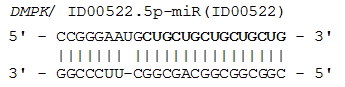 DMPK/ ID00522.5p-miR(ID00522)
5' - CCGGGAAUGCUGCUGCUGCUGCUG - 3'
3' - GGCCCUU-CGGCGACGGCGGCGGC - 5'